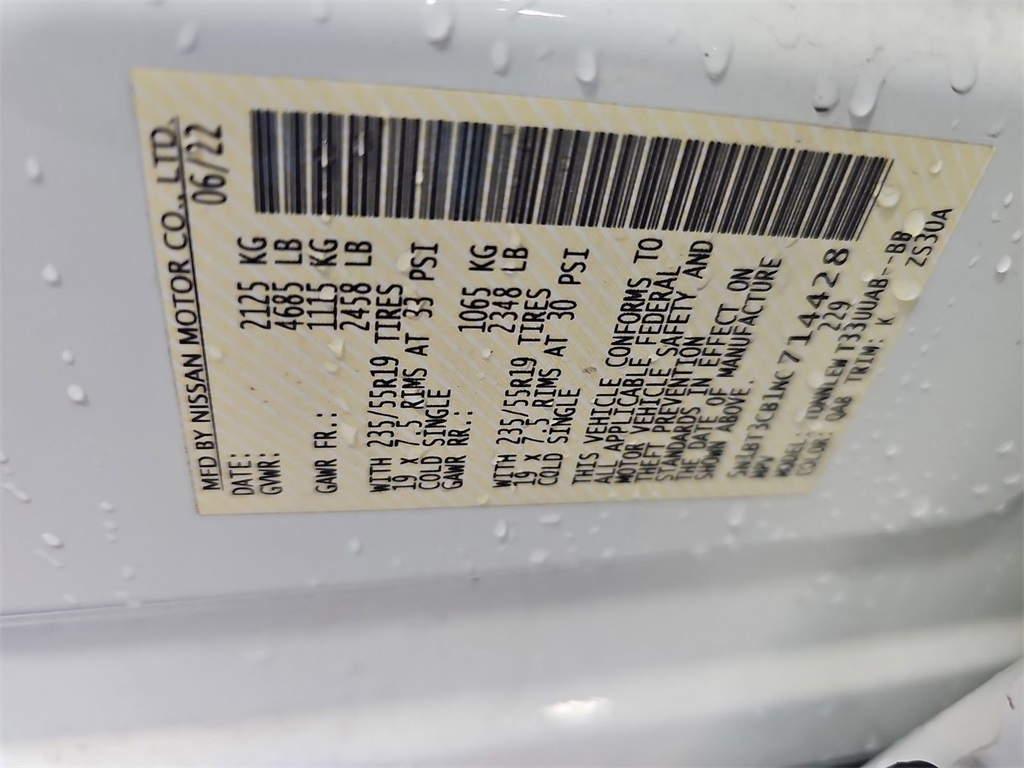 MFD BY NISSAN MOTOR CO., LTD.
DATE: 06/22
GVWR: 2125 KG
4685 LB
GAWR FR.: 1115 KG
2458 LB
WITH 235/55R19 TIRES
19 X 7.5 RIMS AT 33 PSI
COLD SINGLE
GAWR RR.: 1065 KG
2348 LB
WITH 235/55R19 TIRES
19 X 7.5 RIMS AT 30 PSI
COLD SINGLE
THIS VEHICLE CONFORMS TO
ALL APPLICABLE FEDERAL
MOTOR VEHICLE SAFETY AND
THEFT PREVENTION
STANDARDS IN EFFECT ON
THE DATE OF MANUFACTURE
SHOWN ABOVE.
5N1BT3CB1NC714428
MPV 229
MODEL: TDNNLEW T33UUAB--BB
COLOR: QAB TRIM: K ZS30A